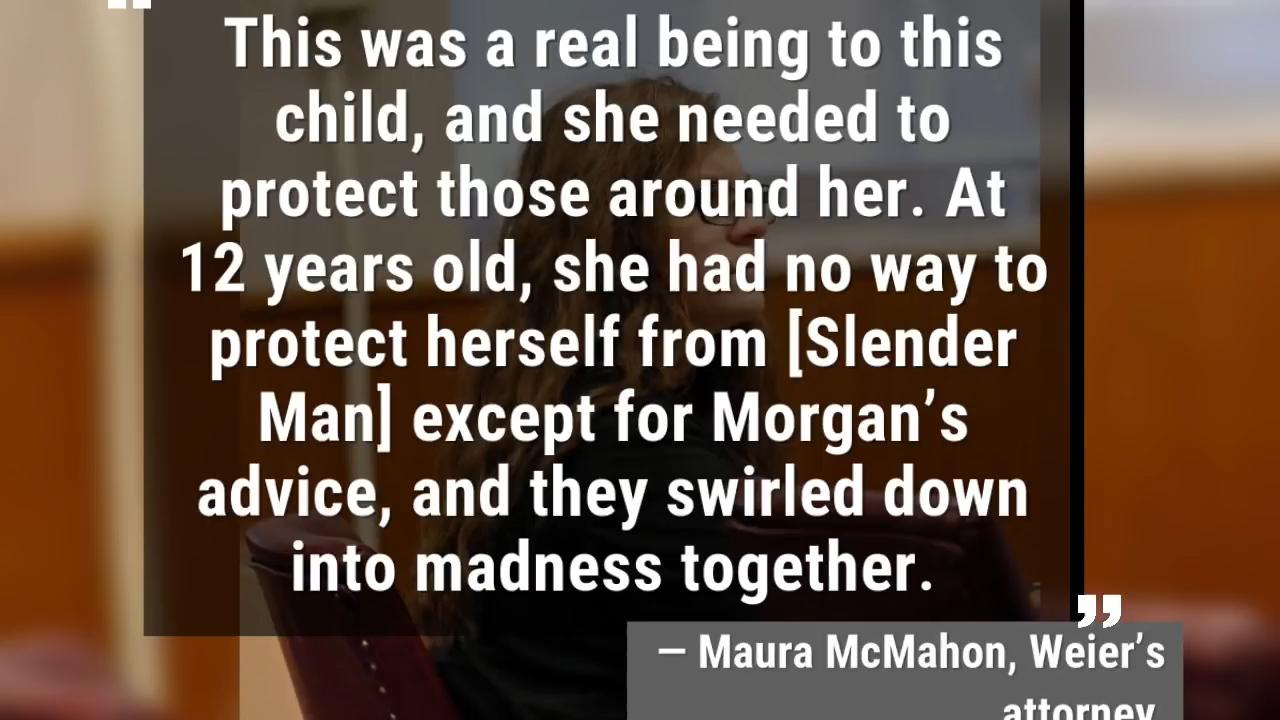 This was a real being to this
child, and she needed to
protect those around her. At
12 years old, she had no way to
protect herself from [Slender
Man] except for Morgan’s
advice, and they swirled down
into madness together.
”
– Maura McMahon, Weier’s
attorney